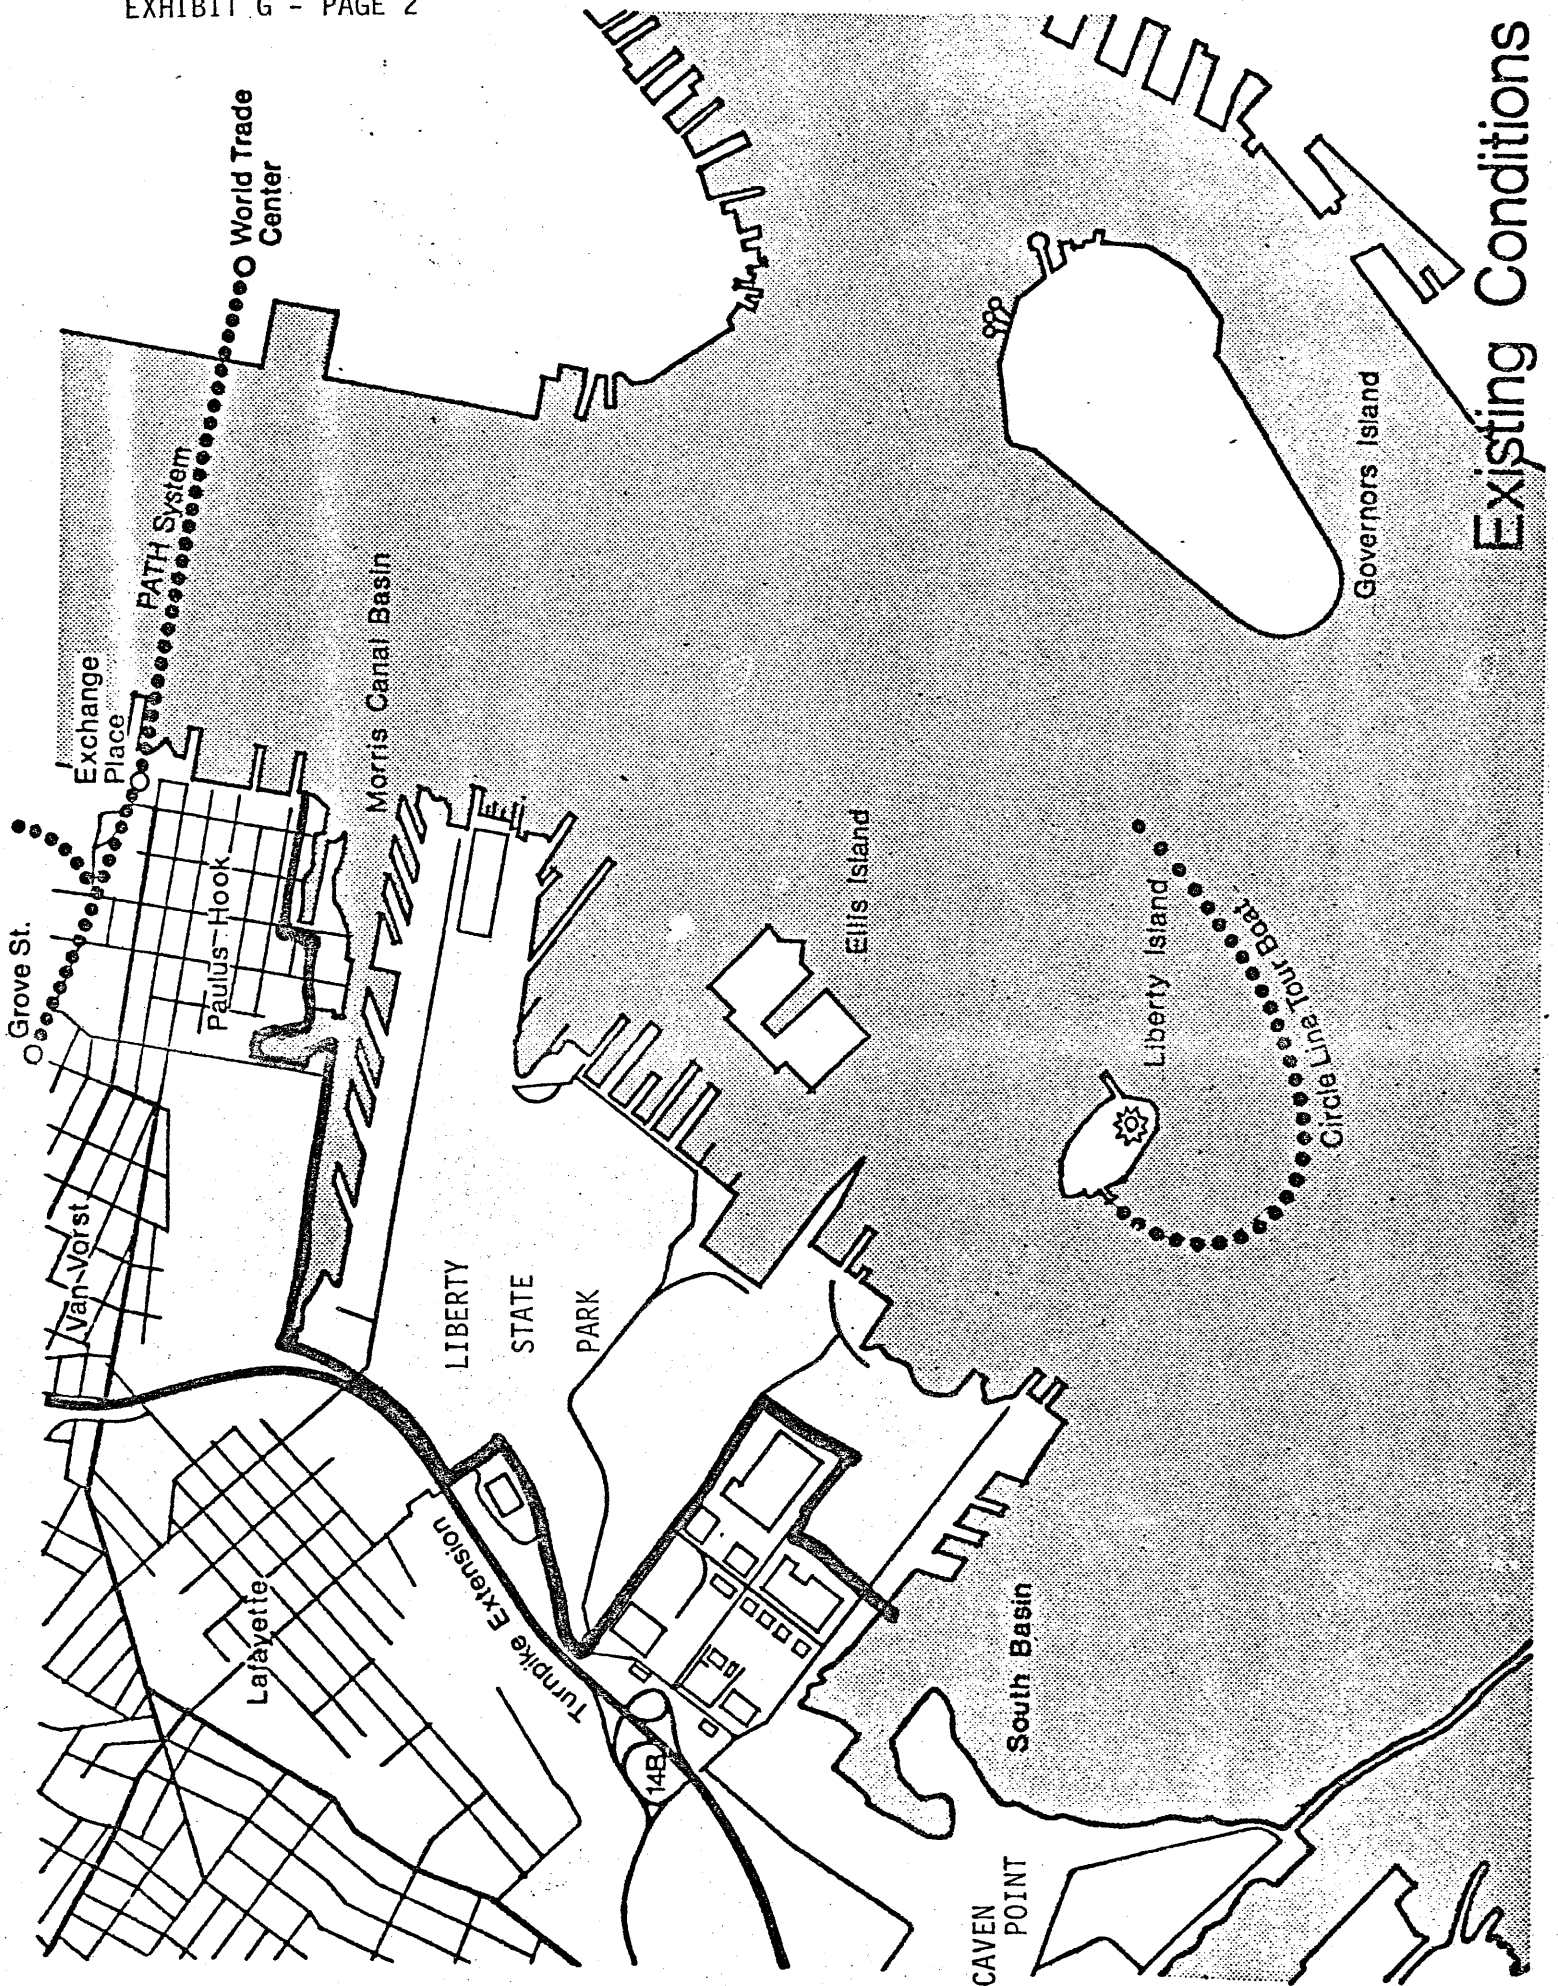 EXHIBIT G - PAGE 2
World Trade
Center
PATH System
Exchange
Place
Grove St.
Morris Canal Basin
Paulus Hook
Van Vorst
LIBERTY
STATE
PARK
Ellis Island
Governors Island
Liberty Island
Circle Line Tour Boat
Lafayette
Turnpike Extension
14B
South Basin
CAVEN
POINT
Existing Conditions